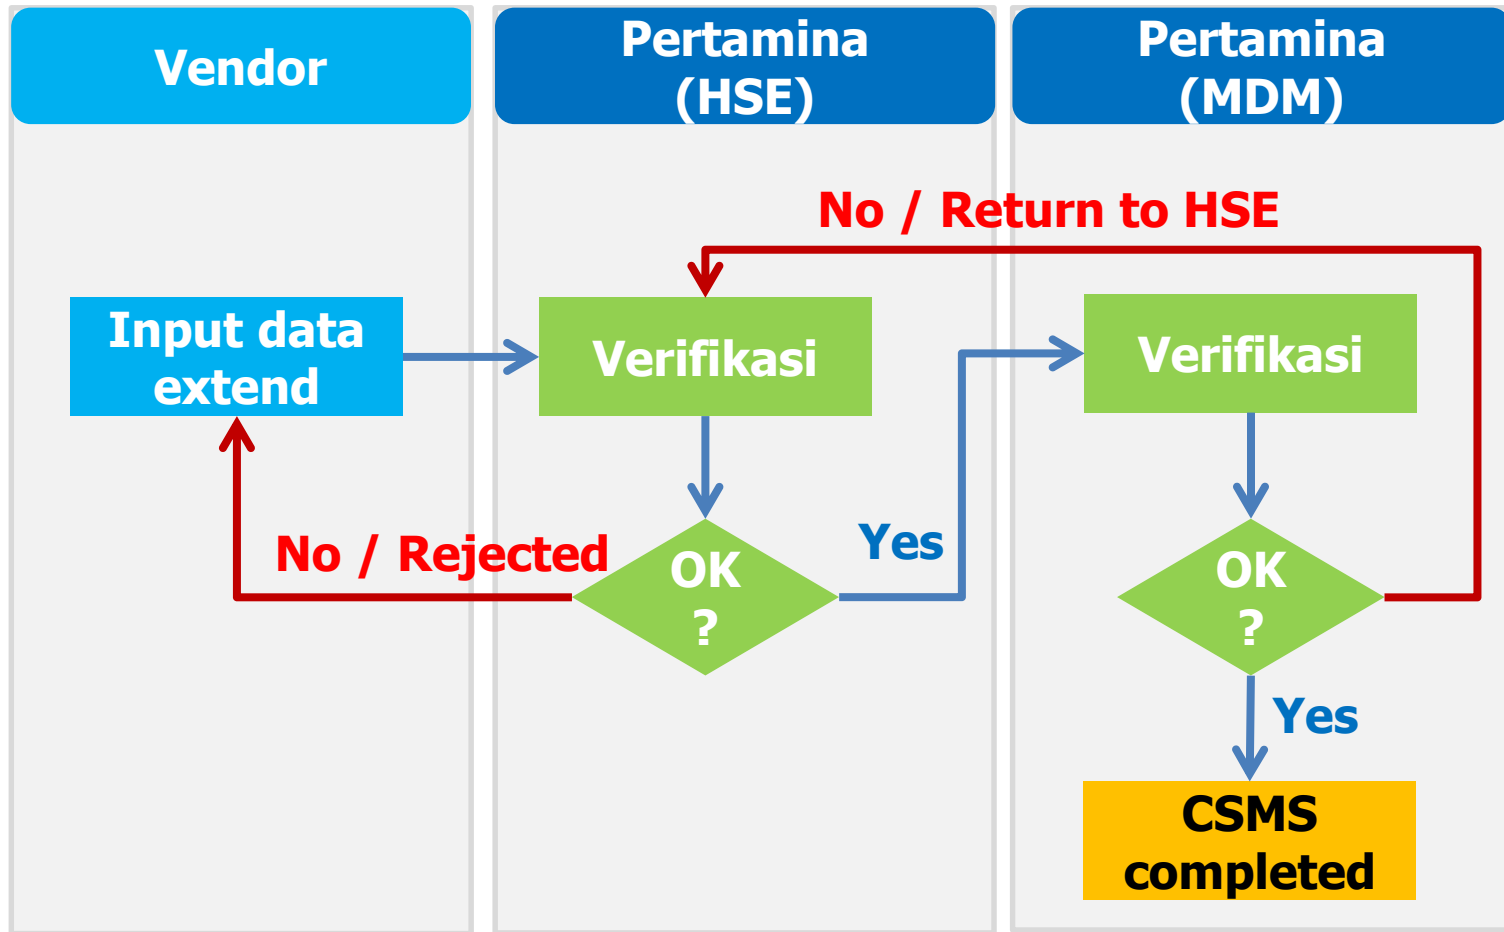 Vendor
Pertamina
(HSE)
Pertamina
(MDM)
No / Return to HSE
Input data
extend
Verifikasi
Verifikasi
No / Rejected
OK
?
Yes
OK
?
Yes
CSMS
completed